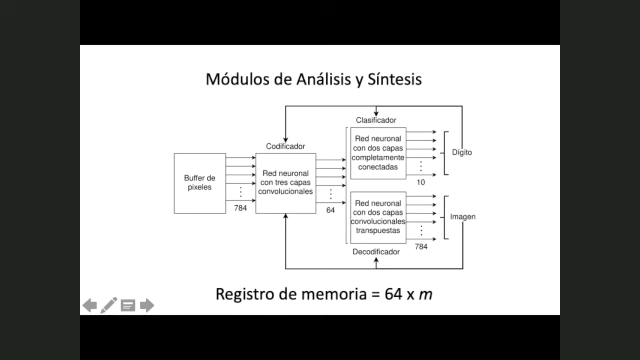 Módulos de Análisis y Síntesis
Codificador
Clasificador
Buffer de
pixeles
784
Red neuronal
con tres capas
convolucionales
64
Red neuronal
con dos capas
completamente
conectadas
10
Dígito
Red neuronal
con dos capas
convolucionales
transpuestas
784
Imagen
Decodificador
Registro de memoria = 64 x m